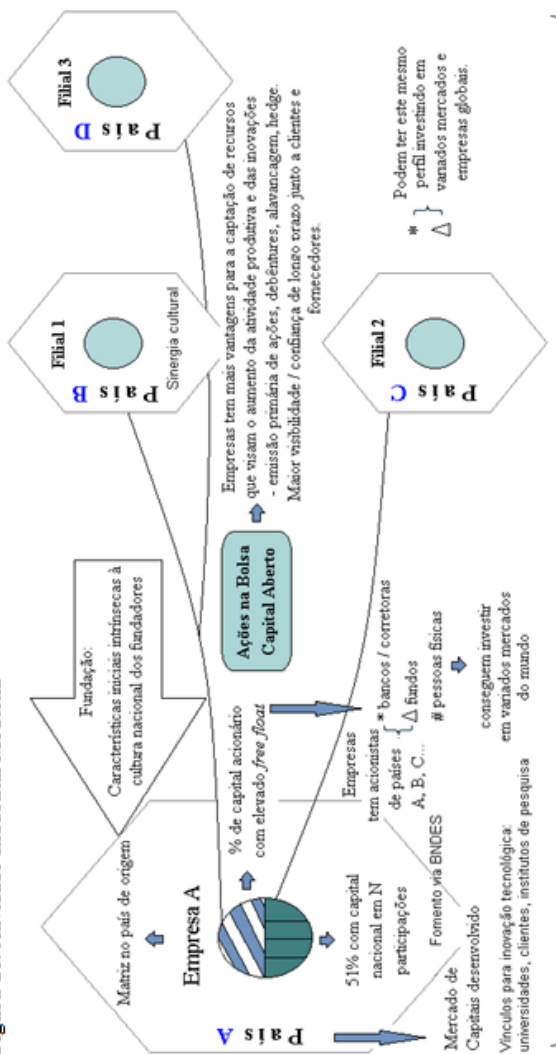 Filial 3
País D
Filial 1
País B
Sinergia cultural
Filial 2
País C
Fundação:
Características iniciais intrínsecas à
cultura nacional dos fundadores
Empresas tem mais vantagens para a captação de recursos
que visam o aumento da atividade produtiva e das inovações
- emissão primária de ações, debêntures, alavancagem, hedge.
Maior visibilidade / confiança de longo prazo junto a clientes e
fornecedores.
Ações na Bolsa
Capital Aberto
*
Δ
Podem ter este mesmo
perfil investindo em
variados mercados e
empresas globais.
Matriz no país de origem
Empresa A
País A
% de capital acionário
com elevado free float
51% com capital
nacional em N
participações
Empresas
tem acionistas
de países
A, B, C...
* bancos / corretoras
Δ fundos
# pessoas físicas
conseguem investir
em variados mercados
do mundo
Fomento via BNDES
Mercado de
Capitais desenvolvido
Vínculos para inovação tecnológica:
universidades, clientes, institutos de pesquisa